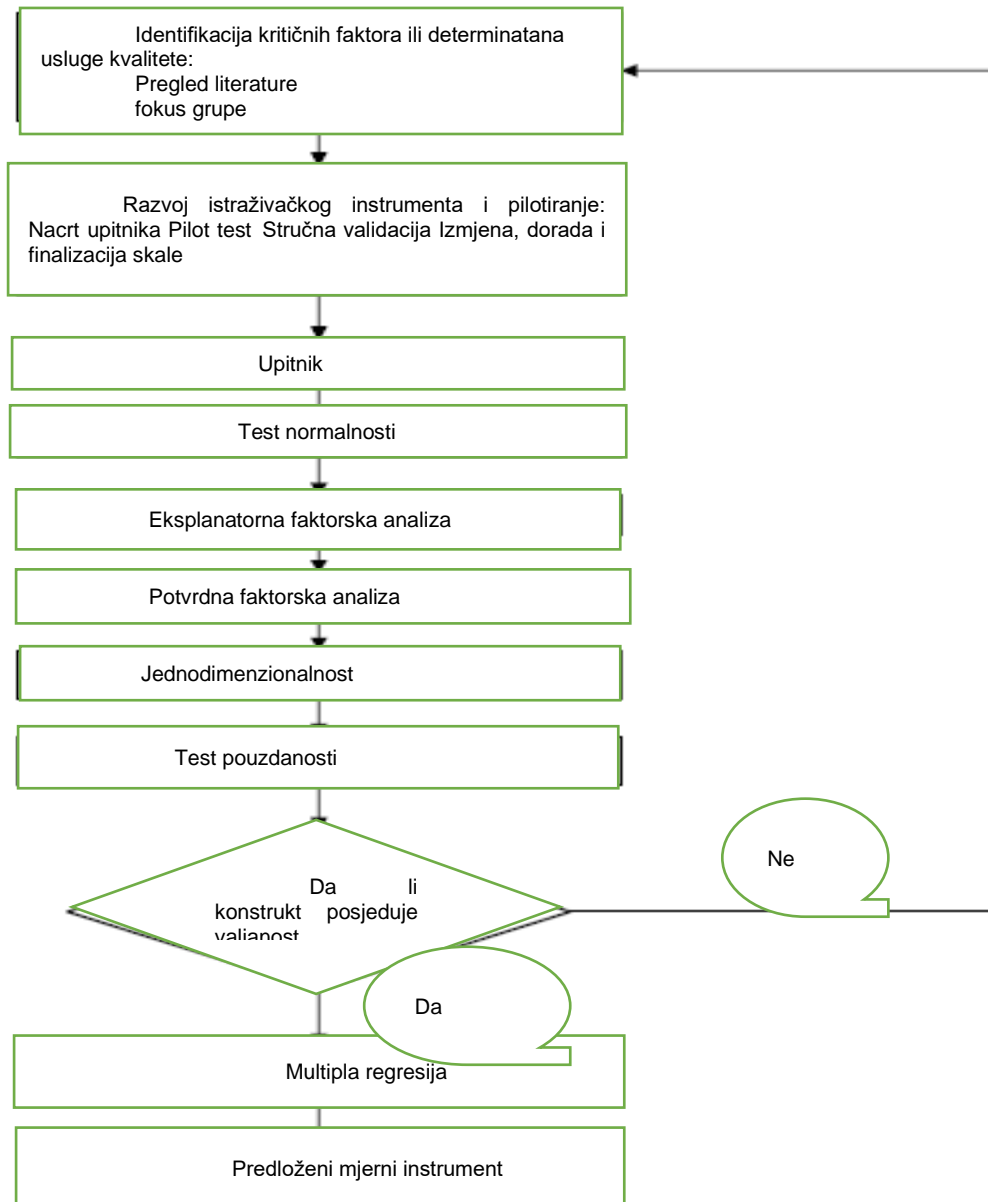 Identifikacija kritičnih faktora ili determinatana
usluge kvalitete:
Pregled literature
fokus grupe
Razvoj istraživačkog instrumenta i pilotiranje:
Nacrt upitnika Pilot test Stručna validacija Izmjena, dorada i
finalizacija skale
Upitnik
Test normalnosti
Eksplanatorna faktorska analiza
Potvrdna faktorska analiza
Jednodimenzionalnost
Test pouzdanosti
Da li
konstrukt posjeduje
valjanost
Ne
Da
Multipla regresija
Predloženi mjerni instrument